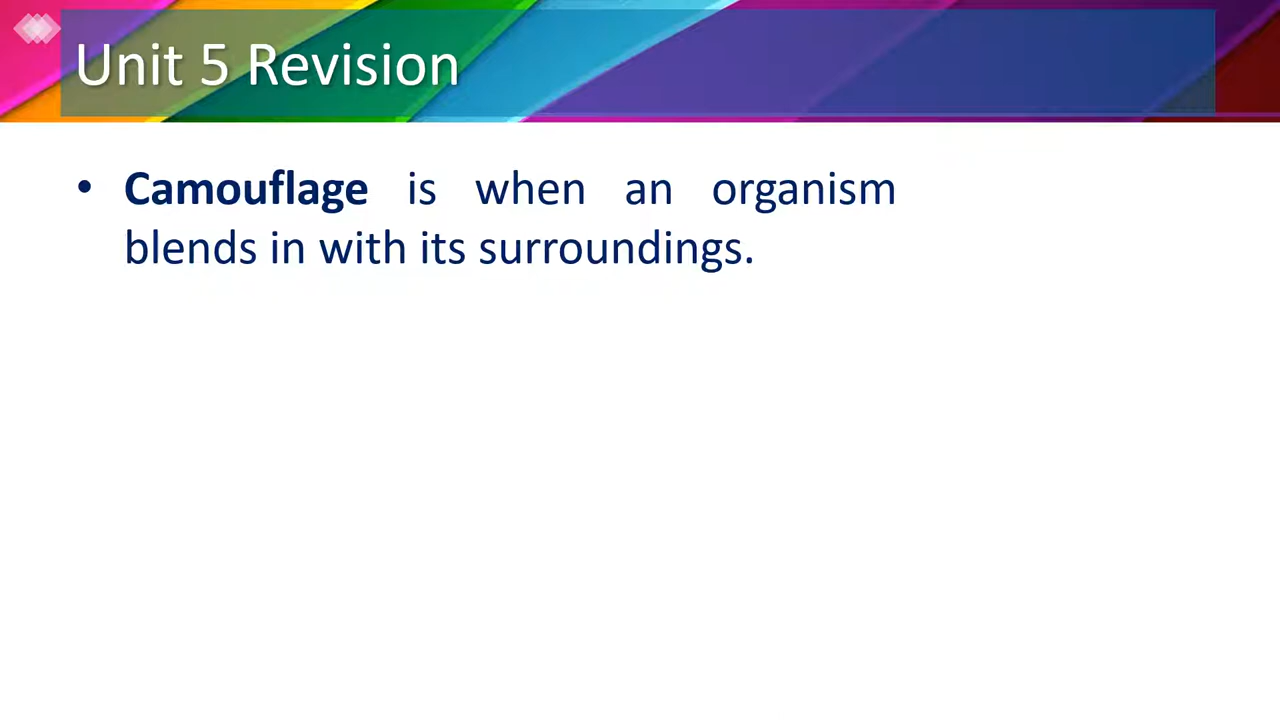 Unit 5 Revision
• Camouflage is when an organism
blends in with its surroundings.